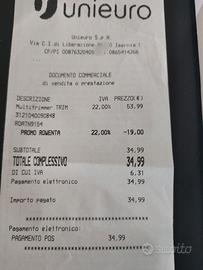 unieuro
Unieuro S.p.A.
Via C.I di Liberazione
CF/PI 00876320409
DOCUMENTO COMMERCIALE
di vendita o prestazione
DESCRIZIONE IVA PREZZO(€)
Multitrimmer TRIM 22,00% 53,99
3121040090848
PROMO ROWENTA 22,00% -19,00
SUBTOTALE 34,99
TOTALE COMPLESSIVO 34,99
DI CUI IVA 6,31
Pagamento elettronico 34,99
Importo pagato 34,99
Pagamento elettronico:
PAGAMENTO POS 34,99
subito